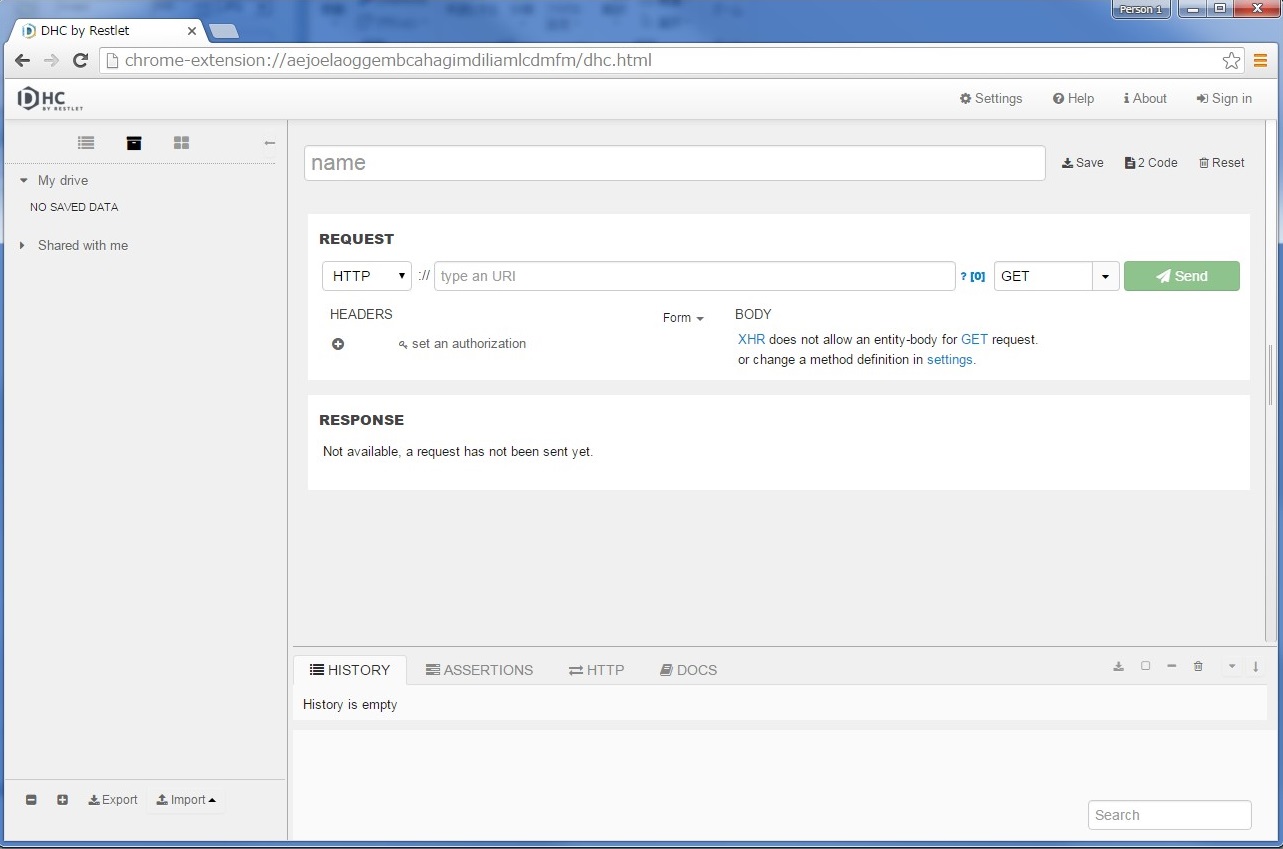 Person 1
DHC by Restlet
chrome-extension://aejoelaoggembcahagimdiliamlcdmfm/dhc.html
DHC
BY RESTLET
Settings
Help
About
Sign in
My drive
NO SAVED DATA
Shared with me
name
Save
2 Code
Reset
REQUEST
HTTP
://
type an URI
? [0]
GET
Send
HEADERS
Form
BODY
set an authorization
XHR does not allow an entity-body for GET request.
or change a method definition in settings.
RESPONSE
Not available, a request has not been sent yet.
HISTORY
ASSERTIONS
HTTP
DOCS
History is empty
Export
Import
Search